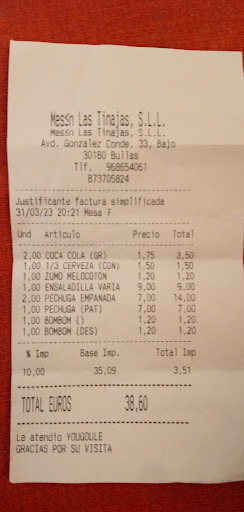 Mesón Las Tinajas, S.L.L.
Mesón Las Tinajas, S.L.L.
Avd. Gonzalez Conde, 33, Bajo
30180 Bullas
Tlf. 968654061
B73705824
Justificante factura simplificada
31/03/23 20:21 Mesa 7
Und Artículo Precio Total
2,00 COCA COLA (GR) 1,75 3,50
1,00 1/3 CERVEZA (CON) 1,50 1,50
1,00 ZUMO MELOCOTON 1,20 1,20
1,00 ENSALADILLA VARIA 9,00 9,00
2,00 PECHUGA EMPANADA 7,00 14,00
1,00 PECHUGA (PAT) 7,00 7,00
1,00 BOMBOM () 1,20 1,20
1,00 BOMBOM (DES) 1,20 1,20
% Imp Base Imp. Total Imp
10,00 35,09 3,51
TOTAL EUROS 38,60
Le atendio YOUGOULE
GRACIAS POR SU VISITA